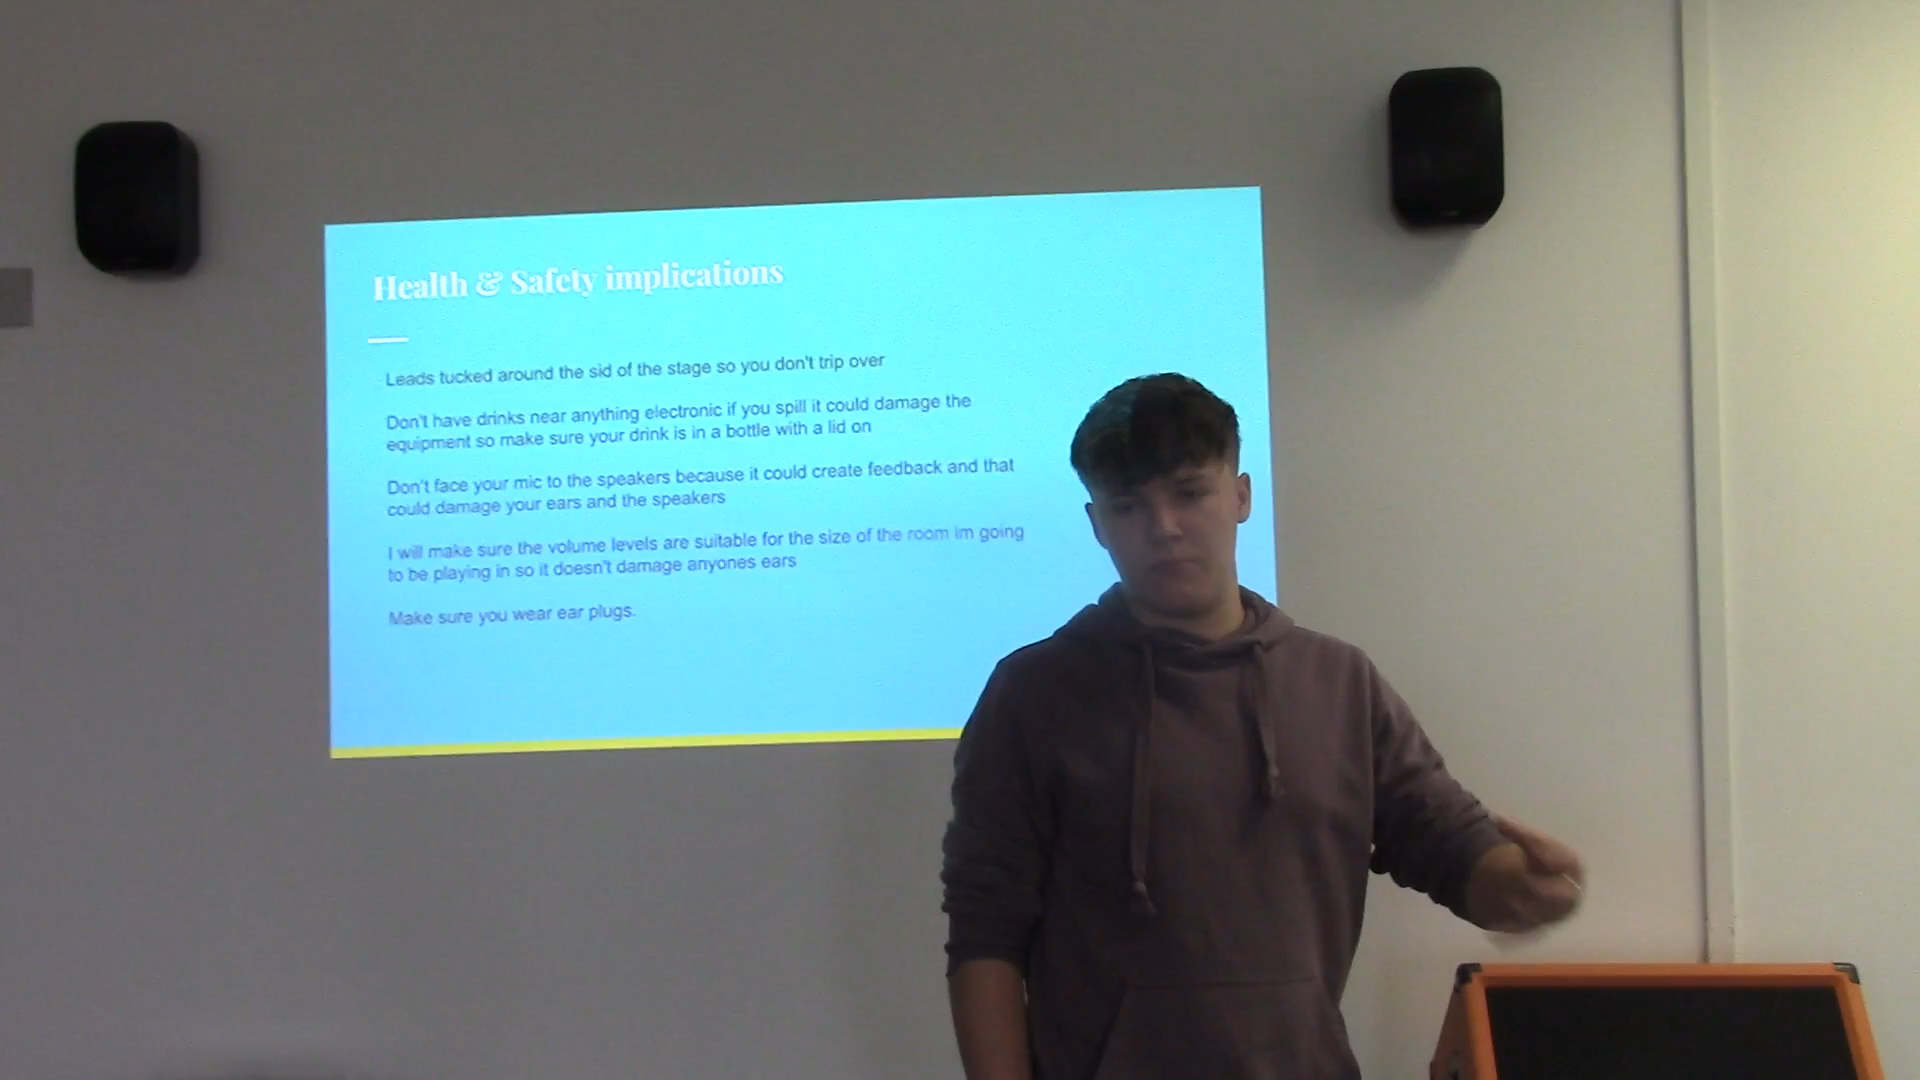 Health & Safety implications
Leads tucked around the sid of the stage so you don't trip over
Don't have drinks near anything electronic if you spill it could damage the
equipment so make sure your drink is in a bottle with a lid on
Don't face your mic to the speakers because it could create feedback and that
could damage your ears and the speakers
I will make sure the volume levels are suitable for the size of the room im going
to be playing in so it doesn't damage anyones ears
Make sure you wear ear plugs.